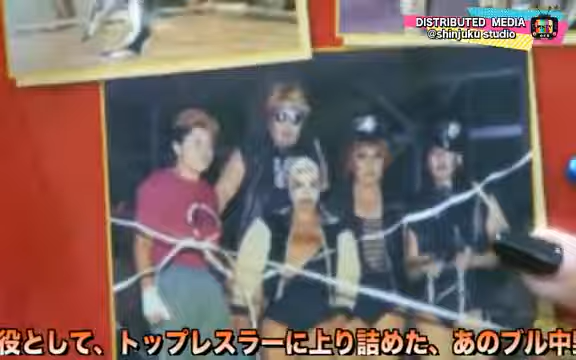 DISTRIBUTED MEDIA
@shinjuku studio
役として、トップレスラーに上り詰めた、あのブル中